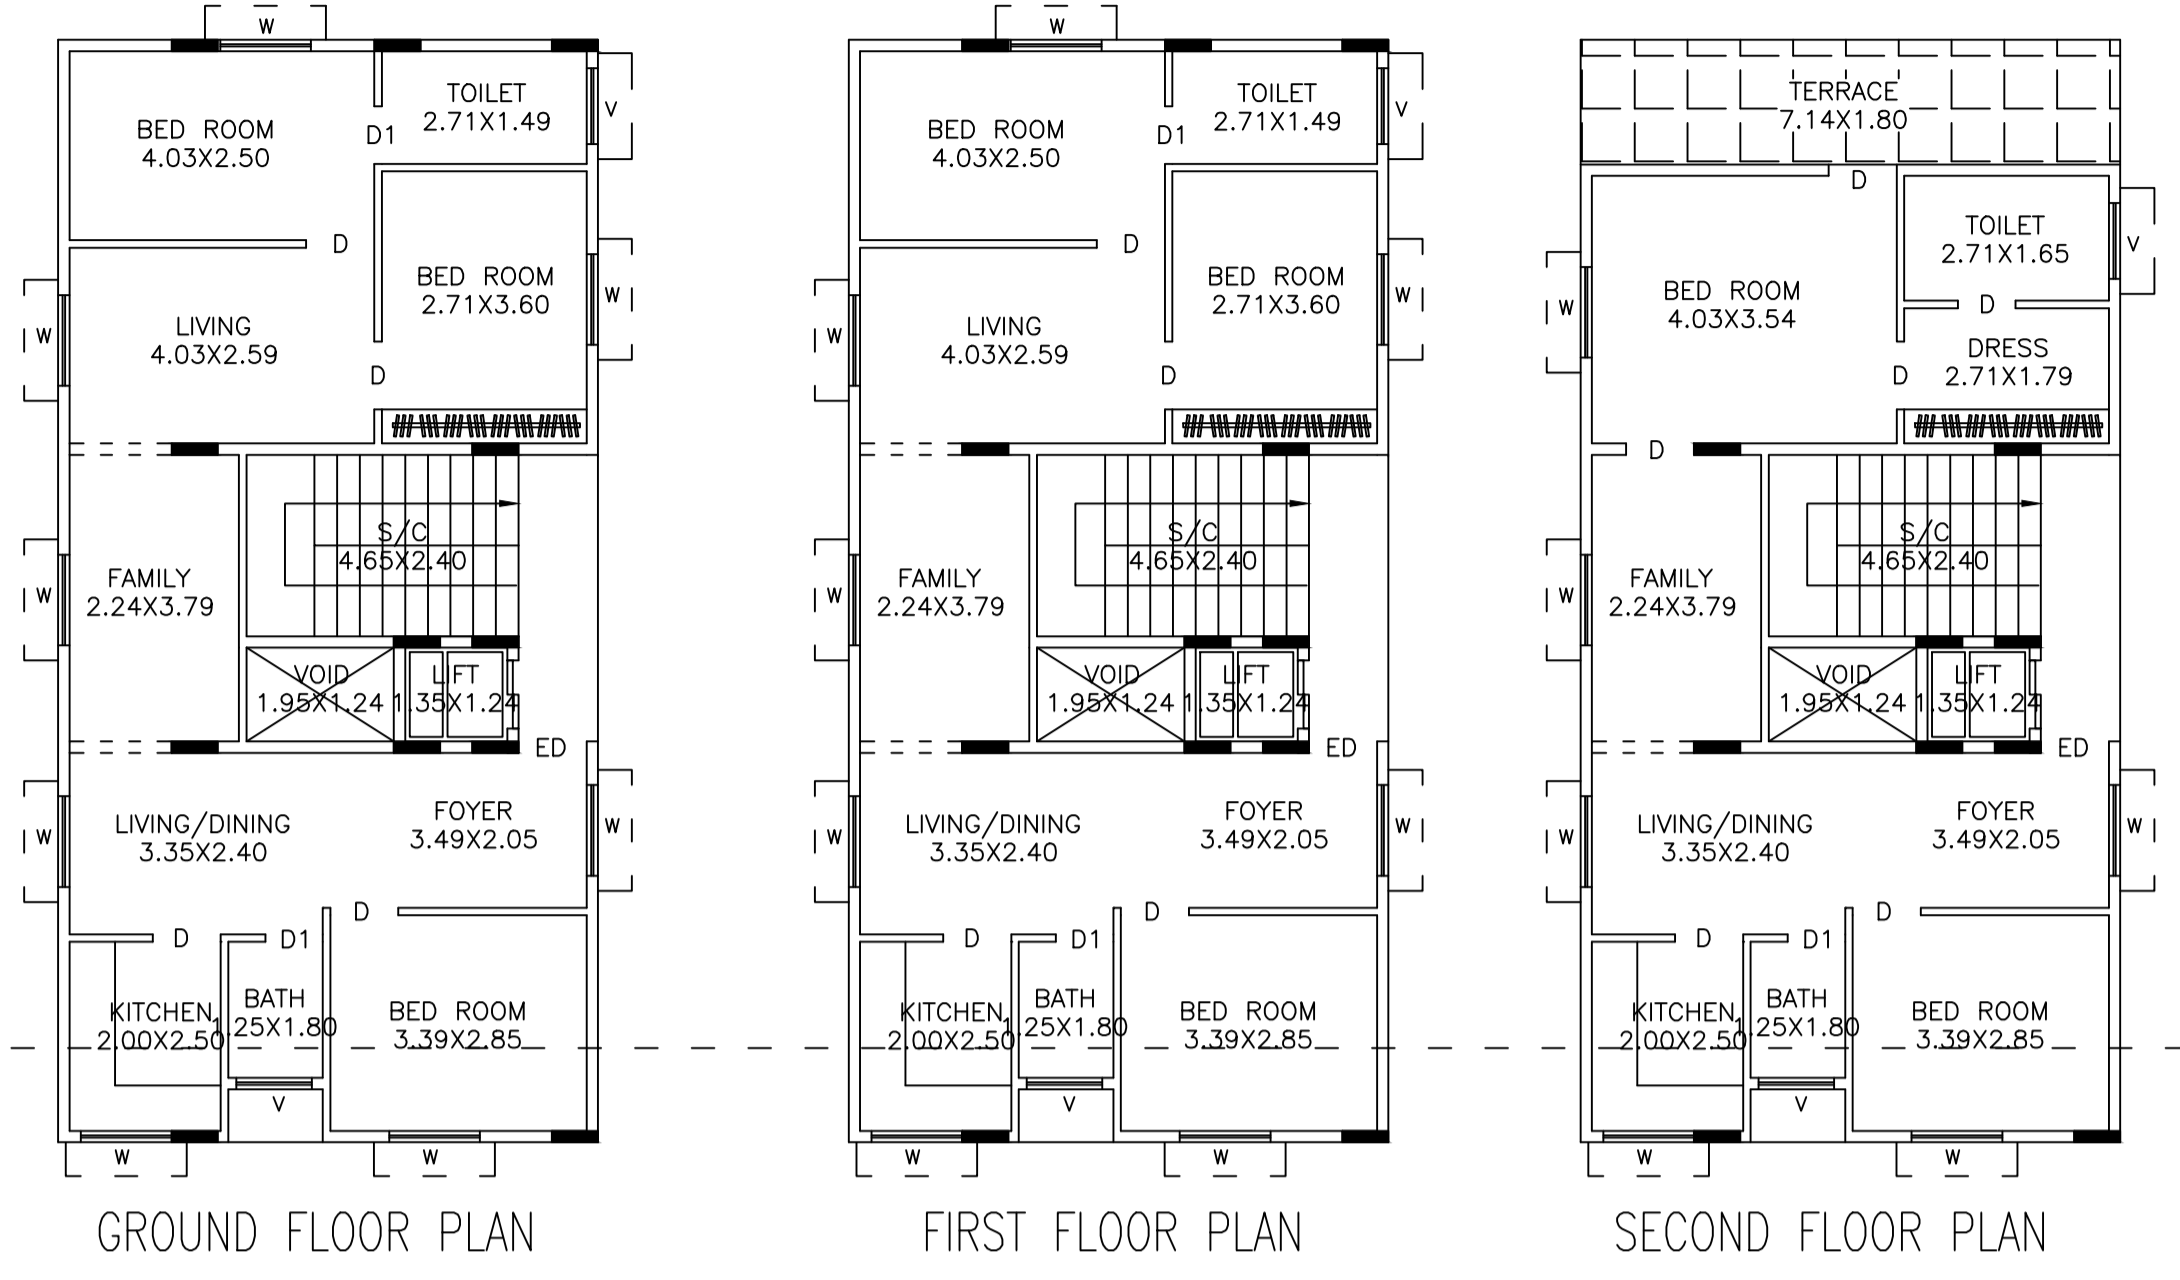 W
TOILET
2.71X1.49
V
BED ROOM
4.03X2.50
D1
D
BED ROOM
2.71X3.60
W
LIVING
4.03X2.59
W
D
S/C
4.65X2.40
FAMILY
2.24X3.79
W
VOID
1.95X1.24
LIFT
1.35X1.24
ED
LIVING/DINING
3.35X2.40
W
FOYER
3.49X2.05
W
D
D
D1
KITCHEN
2.00X2.50
BATH
1.25X1.80
BED ROOM
3.39X2.85
V
W
W
GROUND FLOOR PLAN
W
TOILET
2.71X1.49
V
BED ROOM
4.03X2.50
D1
D
BED ROOM
2.71X3.60
W
LIVING
4.03X2.59
W
D
S/C
4.65X2.40
FAMILY
2.24X3.79
W
VOID
1.95X1.24
LIFT
1.35X1.24
ED
LIVING/DINING
3.35X2.40
W
FOYER
3.49X2.05
W
D
D
D1
KITCHEN
2.00X2.50
BATH
1.25X1.80
BED ROOM
3.39X2.85
V
W
W
FIRST FLOOR PLAN
TERRACE
7.14X1.80
D
TOILET
2.71X1.65
V
BED ROOM
4.03X3.54
W
D
DRESS
2.71X1.79
D
D
S/C
4.65X2.40
FAMILY
2.24X3.79
W
VOID
1.95X1.24
LIFT
1.35X1.24
ED
LIVING/DINING
3.35X2.40
W
FOYER
3.49X2.05
W
D
D
D1
KITCHEN
2.00X2.50
BATH
1.25X1.80
BED ROOM
3.39X2.85
V
W
W
SECOND FLOOR PLAN